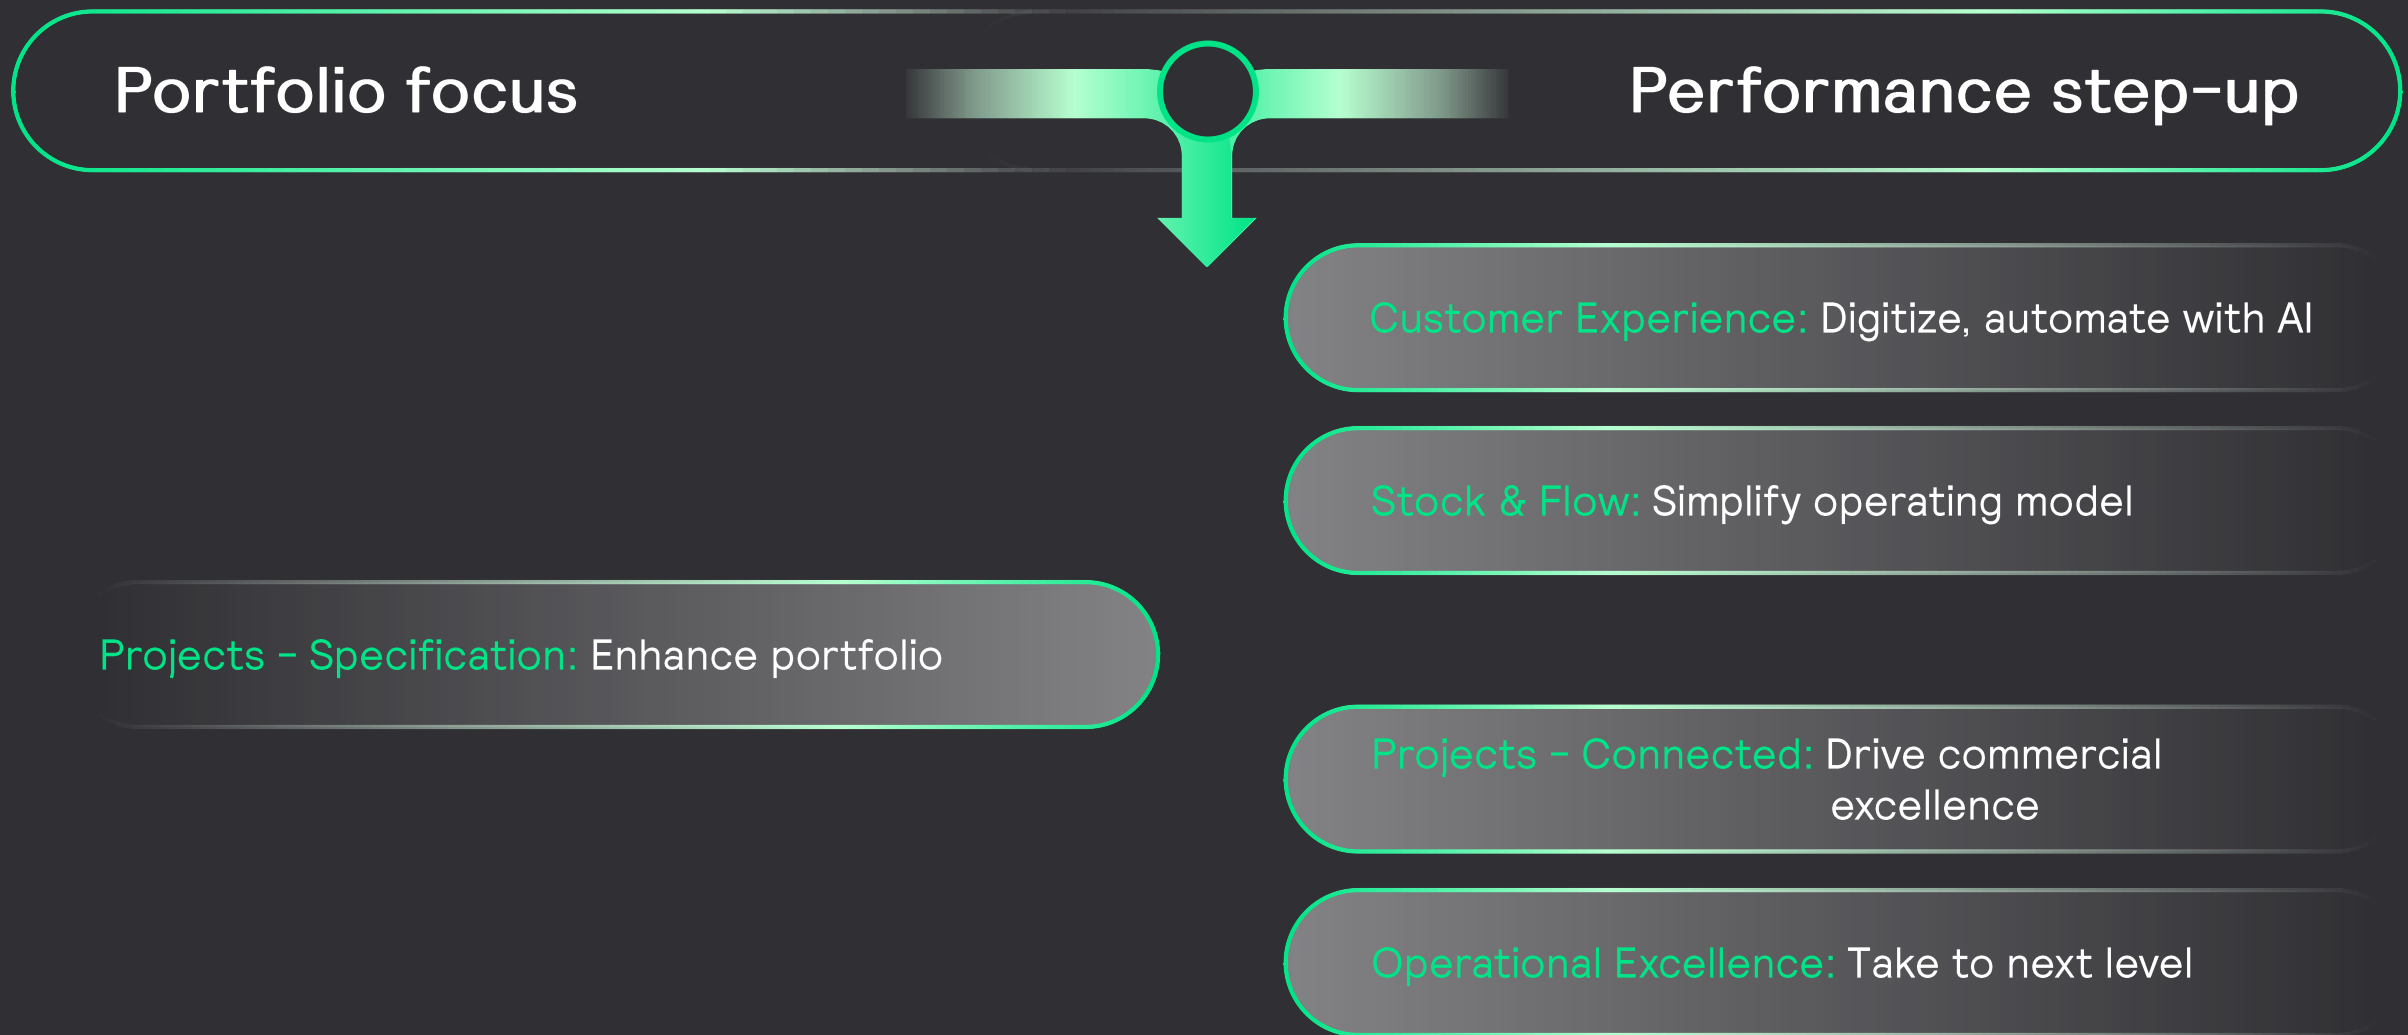 Portfolio focus
Performance step-up
Customer Experience: Digitize, automate with AI
Stock & Flow: Simplify operating model
Projects - Specification: Enhance portfolio
Projects - Connected: Drive commercial
excellence
Operational Excellence: Take to next level